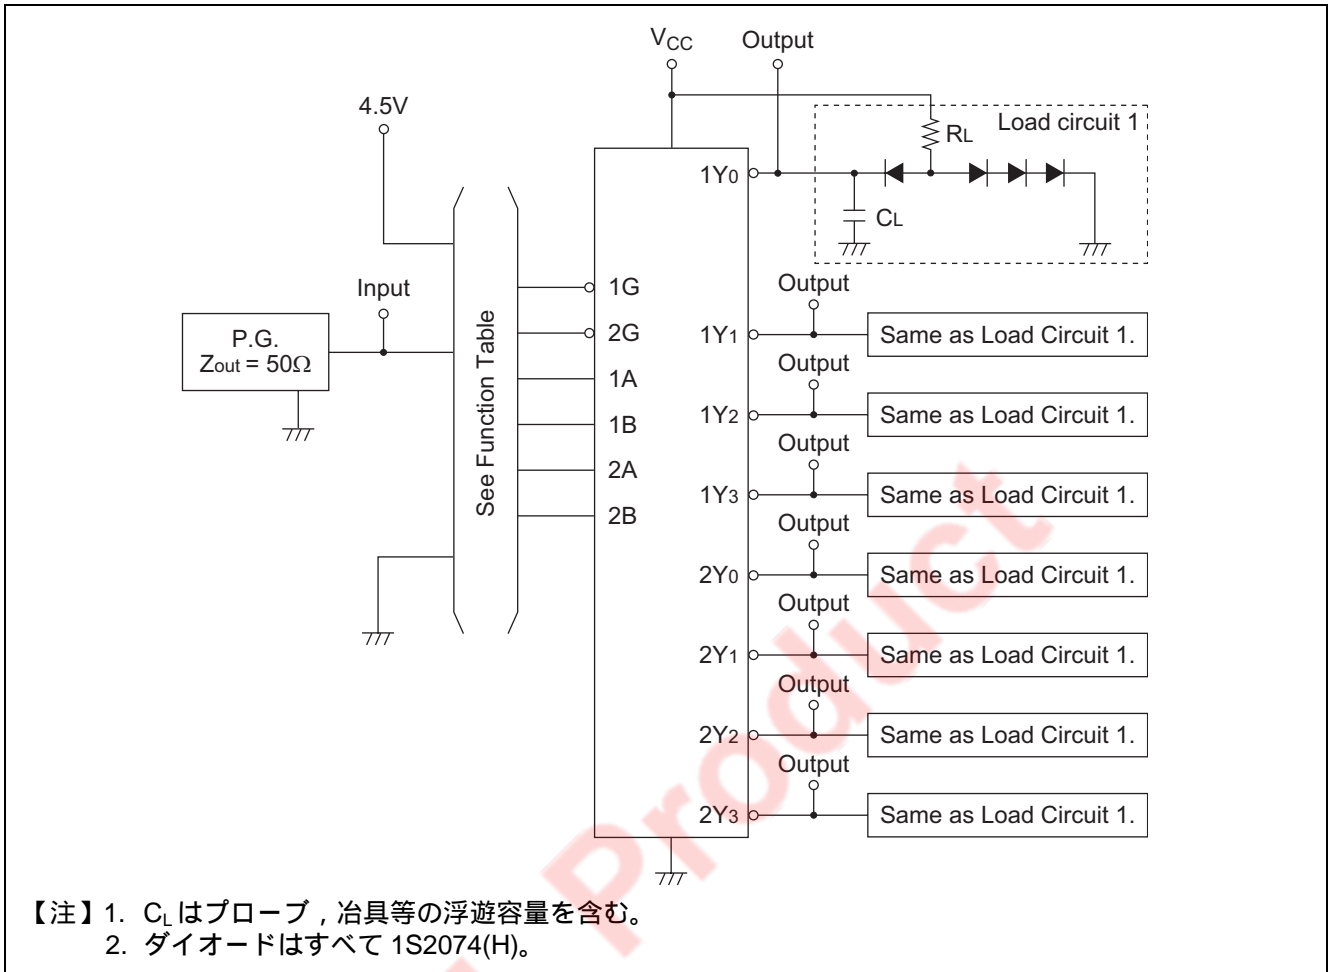 VCC
Output
4.5V
Load circuit 1
RL
1Y0
CL
Input
P.G.
Zout = 50Ω
See Function Table
1G
2G
1A
1B
2A
2B
Output
1Y1
Same as Load Circuit 1.
Output
1Y2
Same as Load Circuit 1.
Output
1Y3
Same as Load Circuit 1.
Output
2Y0
Same as Load Circuit 1.
Output
2Y1
Same as Load Circuit 1.
Output
2Y2
Same as Load Circuit 1.
Output
2Y3
Same as Load Circuit 1.
Product
【注】1. CLはプローブ，冶具等の浮遊容量を含む。
2. ダイオードはすべて 1S2074(H)。